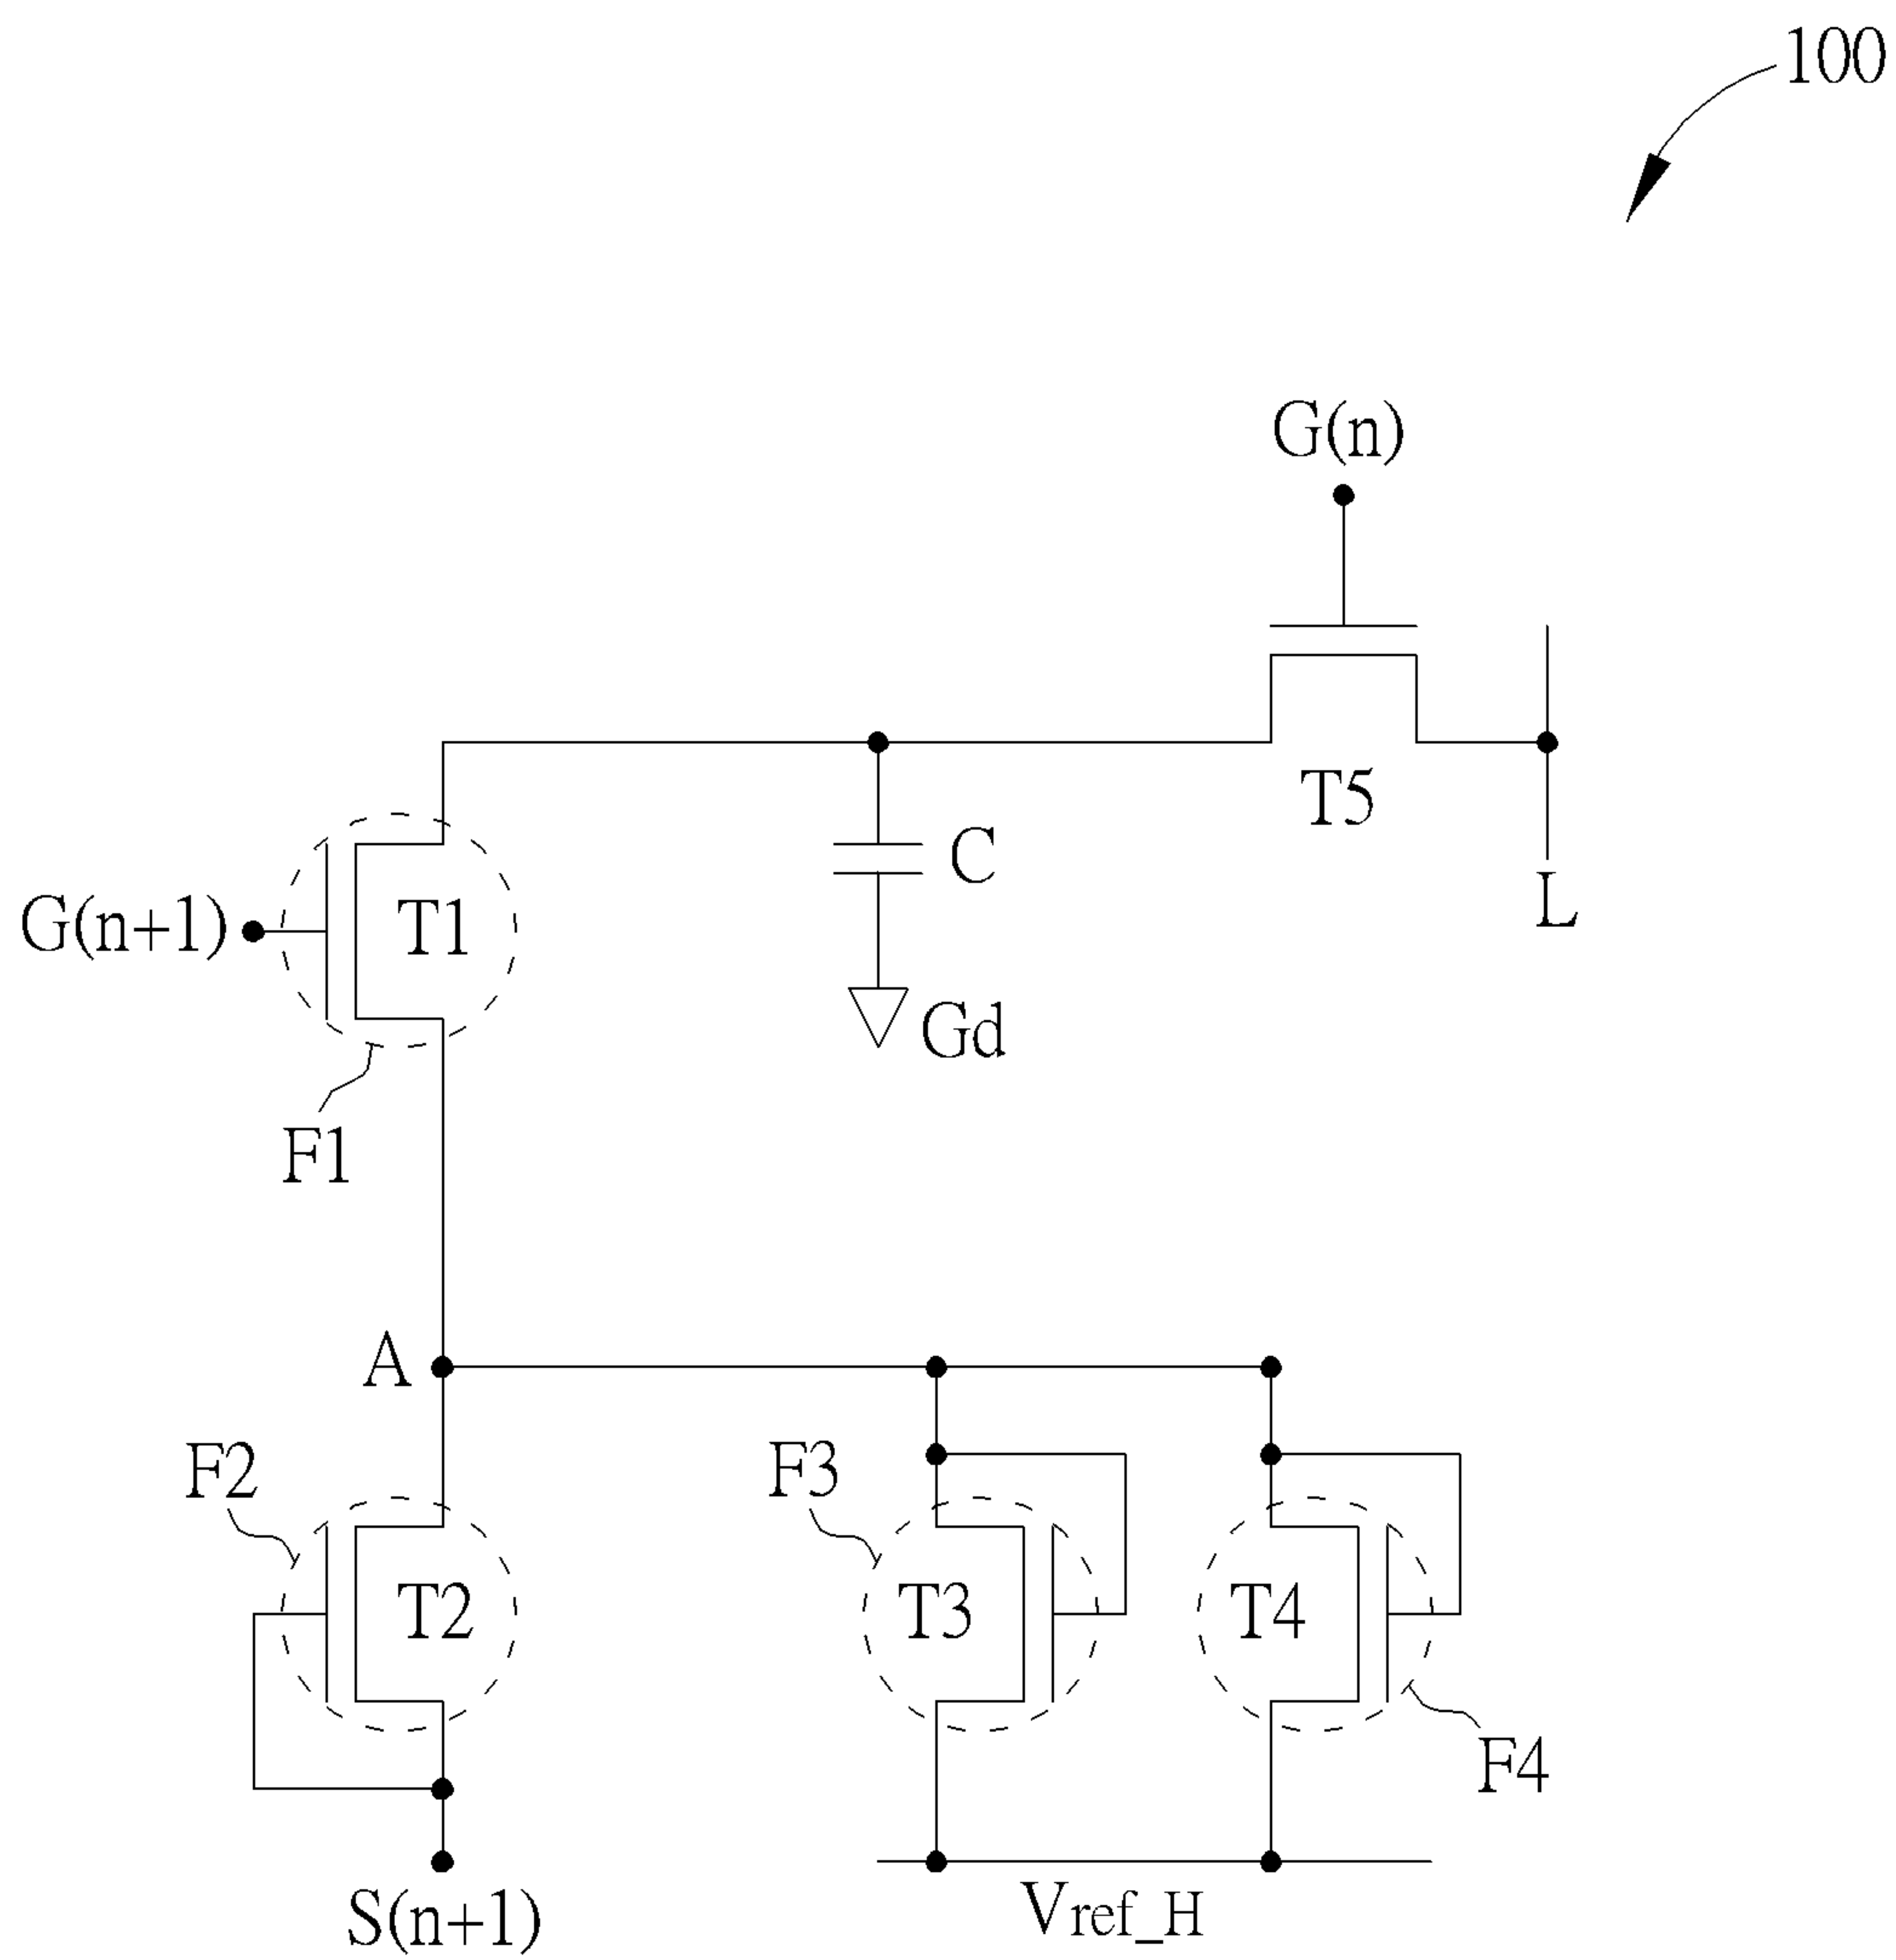 100
G(n)
T5
C
L
G(n+1)
T1
Gd
F1
A
F2
F3
T2
T3
T4
F4
S(n+1)
Vref_H